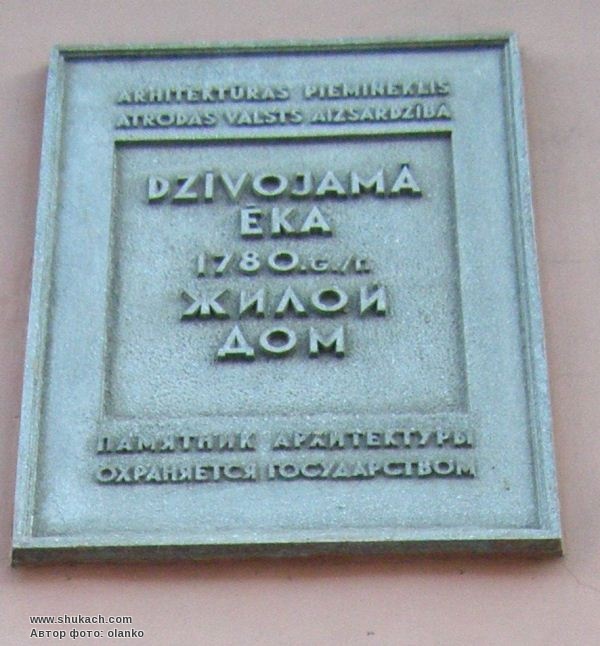 ARHITEKTŪRAS PIEMINEKLIS
ATRODAS VALSTS AIZSARDZĪBĀ
DZĪVOJAMĀ
ĒKA
1780.G./Г.
ЖИЛОЙ
ДОМ
ПАМЯТНИК АРХИТЕКТУРЫ
ОХРАНЯЕТСЯ ГОСУДАРСТВОМ
www.shukach.com
Автор фото: olanko